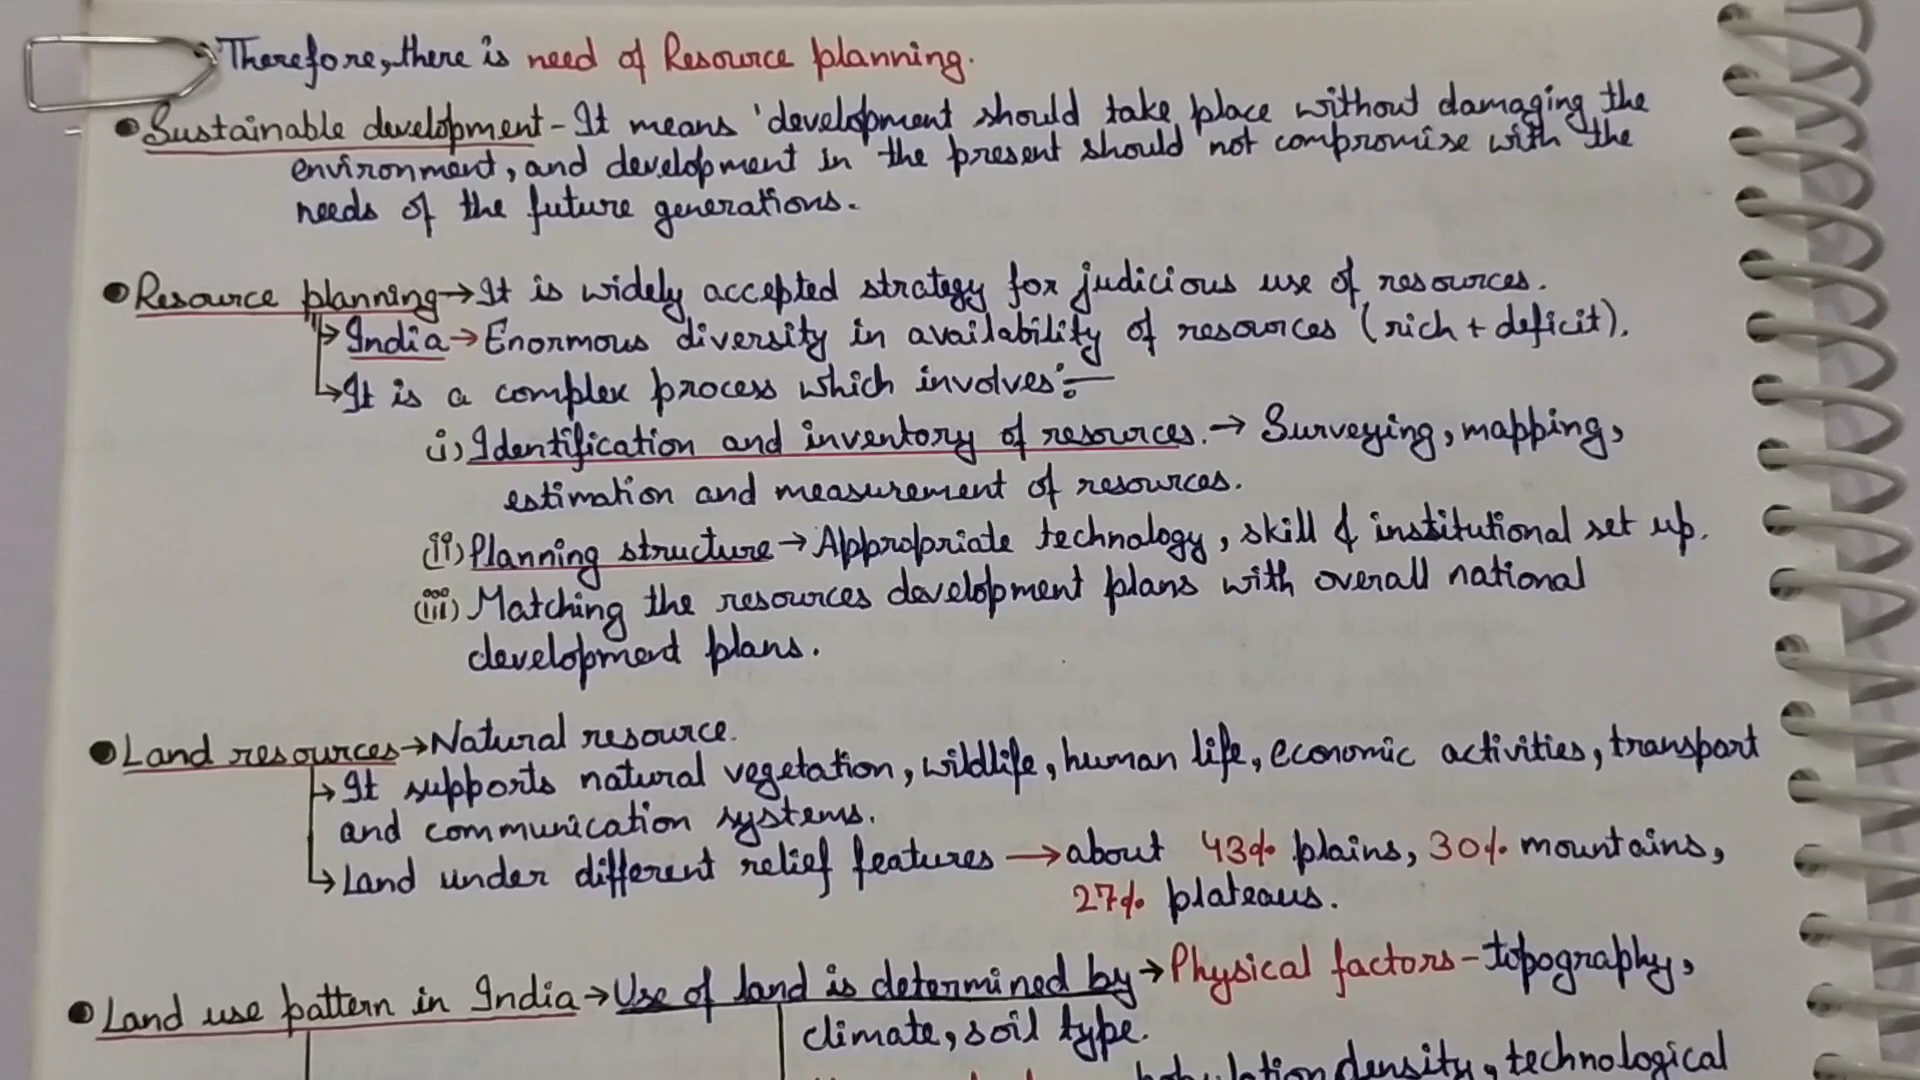 Therefore, there is need of Resource planning.
• Sustainable development - It means 'development should take place without damaging the
environment, and development in the present should not compromise with the
needs of the future generations.
• Resource planning → It is widely accepted strategy for judicious use of resources.
↳ India → Enormous diversity in availability of resources (rich + deficit).
↳ It is a complex process which involves :-
(i) Identification and inventory of resources. → Surveying, mapping,
estimation and measurement of resources.
(ii) Planning structure → Appropriate technology, skill & institutional set up.
(iii) Matching the resources development plans with overall national
development plans.
• Land resources → Natural resource.
↳ It supports natural vegetation, wildlife, human life, economic activities, transport
and communication systems.
↳ Land under different relief features → about 43% plains, 30% mountains,
27% plateaus.
• Land use pattern in India → Use of land is determined by → Physical factors - topography,
climate, soil type.
population density, technological